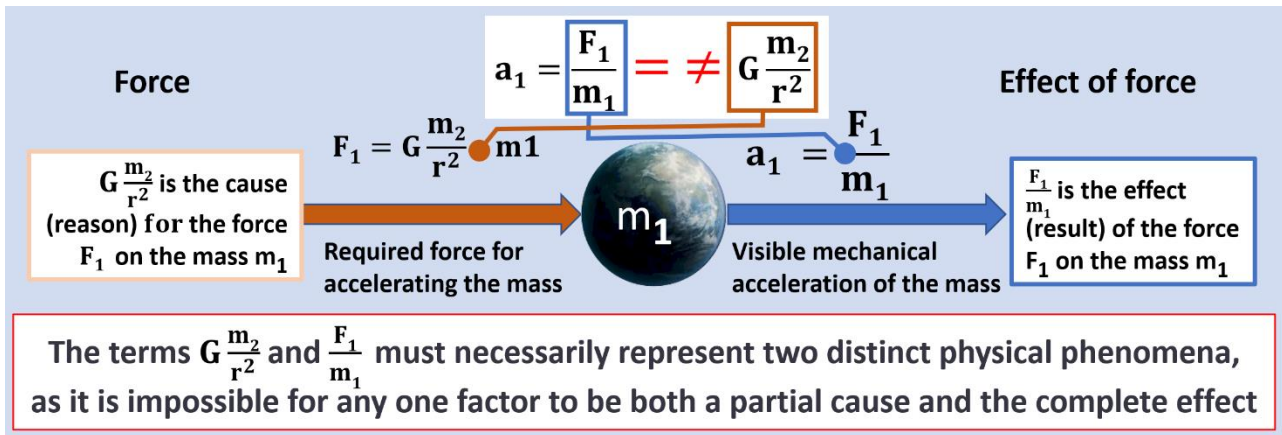 a₁ = F₁/m₁ = ≠ G m₂/r²
Force
Effect of force
F₁ = G m₂/r² m1
a₁ = F₁/m₁
G m₂/r² is the cause
(reason) for the force
F₁ on the mass m₁
m₁
F₁/m₁ is the effect
(result) of the force
F₁ on the mass m₁
Required force for
accelerating the mass
Visible mechanical
acceleration of the mass
The terms G m₂/r² and F₁/m₁ must necessarily represent two distinct physical phenomena,
as it is impossible for any one factor to be both a partial cause and the complete effect